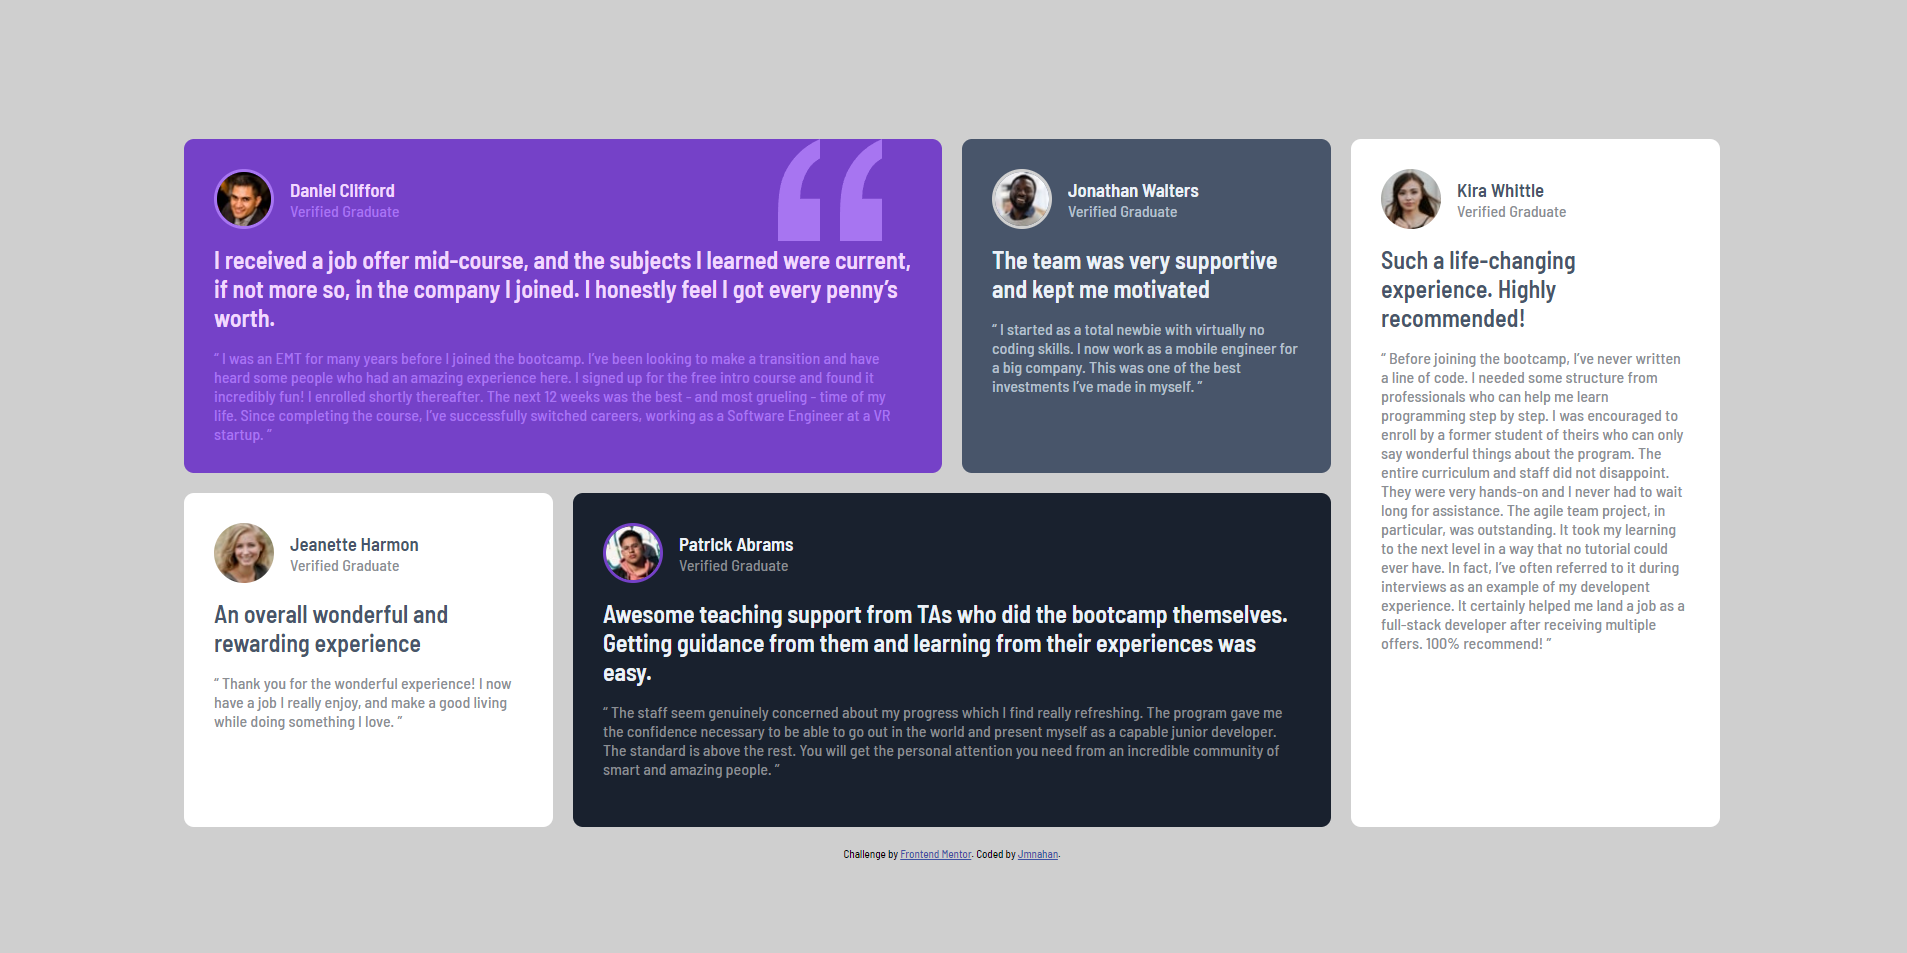 Daniel Clifford
Verified Graduate
I received a job offer mid-course, and the subjects I learned were current,
if not more so, in the company I joined. I honestly feel I got every penny’s
worth.
“ I was an EMT for many years before I joined the bootcamp. I’ve been looking to make a transition and have
heard some people who had an amazing experience here. I signed up for the free intro course and found it
incredibly fun! I enrolled shortly thereafter. The next 12 weeks was the best - and most grueling - time of my
life. Since completing the course, I’ve successfully switched careers, working as a Software Engineer at a VR
startup. ”
Jonathan Walters
Verified Graduate
The team was very supportive
and kept me motivated
“ I started as a total newbie with virtually no
coding skills. I now work as a mobile engineer for
a big company. This was one of the best
investments I’ve made in myself. ”
Kira Whittle
Verified Graduate
Such a life-changing
experience. Highly
recommended!
“ Before joining the bootcamp, I’ve never written
a line of code. I needed some structure from
professionals who can help me learn
programming step by step. I was encouraged to
enroll by a former student of theirs who can only
say wonderful things about the program. The
entire curriculum and staff did not disappoint.
They were very hands-on and I never had to wait
long for assistance. The agile team project, in
particular, was outstanding. It took my learning
to the next level in a way that no tutorial could
ever have. In fact, I’ve often referred to it during
interviews as an example of my developent
experience. It certainly helped me land a job as a
full-stack developer after receiving multiple
offers. 100% recommend! ”
Jeanette Harmon
Verified Graduate
An overall wonderful and
rewarding experience
“ Thank you for the wonderful experience! I now
have a job I really enjoy, and make a good living
while doing something I love. ”
Patrick Abrams
Verified Graduate
Awesome teaching support from TAs who did the bootcamp themselves.
Getting guidance from them and learning from their experiences was
easy.
“ The staff seem genuinely concerned about my progress which I find really refreshing. The program gave me
the confidence necessary to be able to go out in the world and present myself as a capable junior developer.
The standard is above the rest. You will get the personal attention you need from an incredible community of
smart and amazing people. ”
Challenge by Frontend Mentor. Coded by Jmnahan.